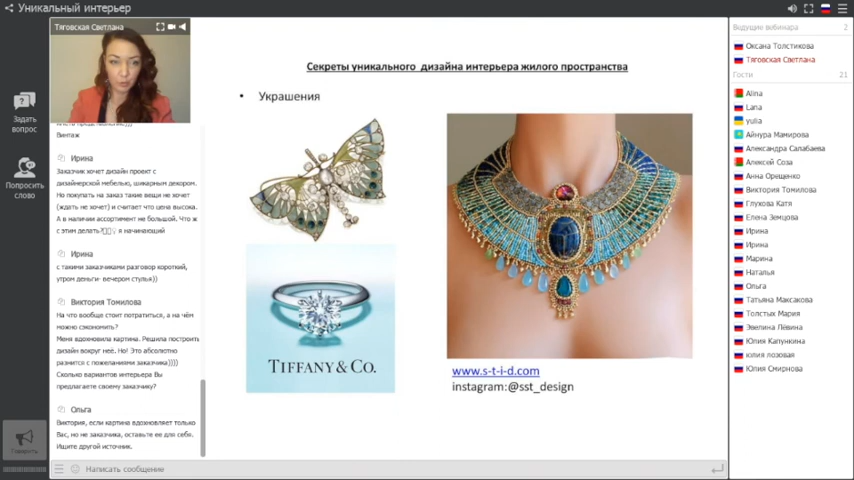 Уникальный интерьер
Тяговская Светлана
Задать
вопрос
Попросить
слово
Говорить
Винтаж
Ирина
Заказчик хочет дизайн проект с
дизайнерской мебелью, шикарным декором.
Но покупать на заказ такие вещи не хочет
(ждать не хочет) и считает что цена высока.
А в наличии ассортимент не большой. Что ж
с этим делать? я начинающий
Ирина
с такими заказчиками разговор короткий,
утром деньги- вечером стулья))
Виктория Томилова
На что вообще стоит потратиться, а на чём
можно сэкономить?
Меня вдохновила картина. Решила построить
дизайн вокруг неё. Но! Это абсолютно
разнится с пожеланиями заказчика))))
Сколько вариантов интерьера Вы
предлагаете своему заказчику?
Ольга
Виктория, если картина вдохновляет только
Вас, но не заказчика, оставьте ее для себя.
Ищите другой источник.
Написать сообщение
Секреты уникального дизайна интерьера жилого пространства
• Украшения
TIFFANY & CO.
www.s-t-i-d.com
instagram:@sst_design
Ведущие вебинара 2
Оксана Толстикова
Тяговская Светлана
Гости 21
Alina
Lana
yulia
Айнура Мамирова
Александра Салабаева
Алексей Соза
Анна Орещенко
Виктория Томилова
Глухова Катя
Елена Земцова
Ирина
Ирина
Марина
Наталья
Ольга
Татьяна Максакова
Толстых Мария
Эвелина Лёвина
Юлия Капункина
юлия лозовая
Юлия Смирнова